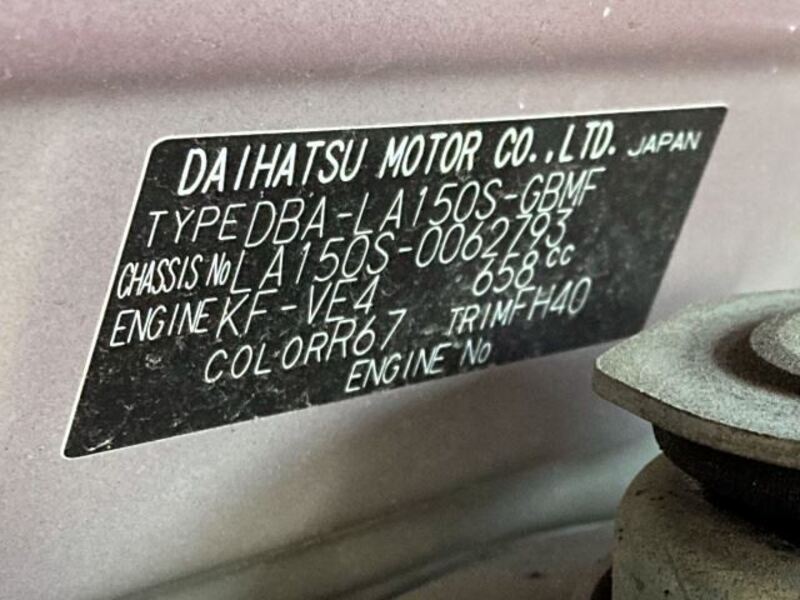 DAIHATSU MOTOR CO.,LTD. JAPAN
TYPE DBA-LA150S-GBMF
CHASSIS No LA150S-0062793
ENGINE KF-VE4 658 cc
COLOR R67 TRIM FH40
ENGINE No